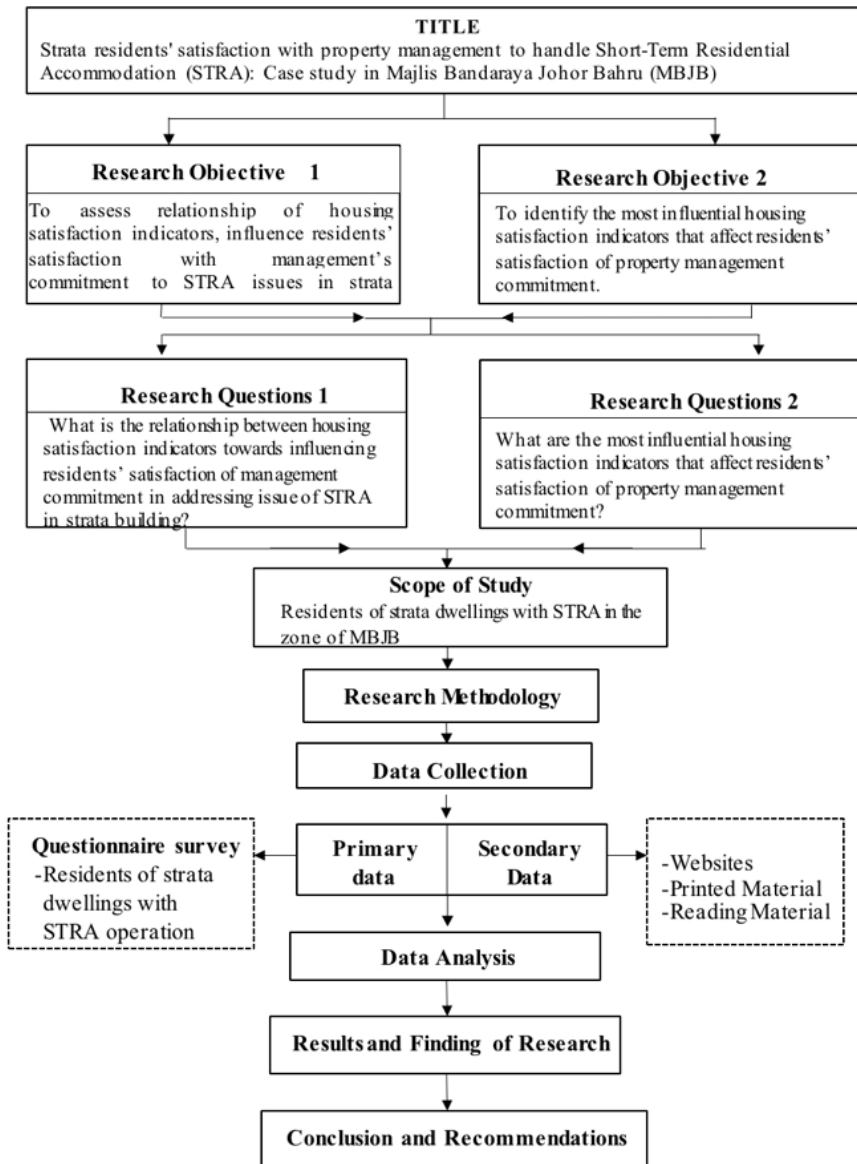 TITLE
Strata residents' satisfaction with property management to handle Short-Term Residential
Accommodation (STRA): Case study in Majlis Bandaraya Johor Bahru (MBJB)
Research Objective 1
To assess relationship of housing
satisfaction indicators, influence residents’
satisfaction with management’s
commitment to STRA issues in strata
Research Objective 2
To identify the most influential housing
satisfaction indicators that affect residents’
satisfaction of property management
commitment.
Research Questions 1
What is the relationship between housing
satisfaction indicators towards influencing
residents’ satisfaction of management
commitment in addressing issue of STRA
in strata building?
Research Questions 2
What are the most influential housing
satisfaction indicators that affect residents’
satisfaction of property management
commitment?
Scope of Study
Residents of strata dwellings with STRA in the
zone of MBJB
Research Methodology
Data Collection
Questionnaire survey
-Residents of strata
dwellings with
STRA operation
Primary
data
Secondary
Data
-Websites
-Printed Material
-Reading Material
Data Analysis
Results and Finding of Research
Conclusion and Recommendations